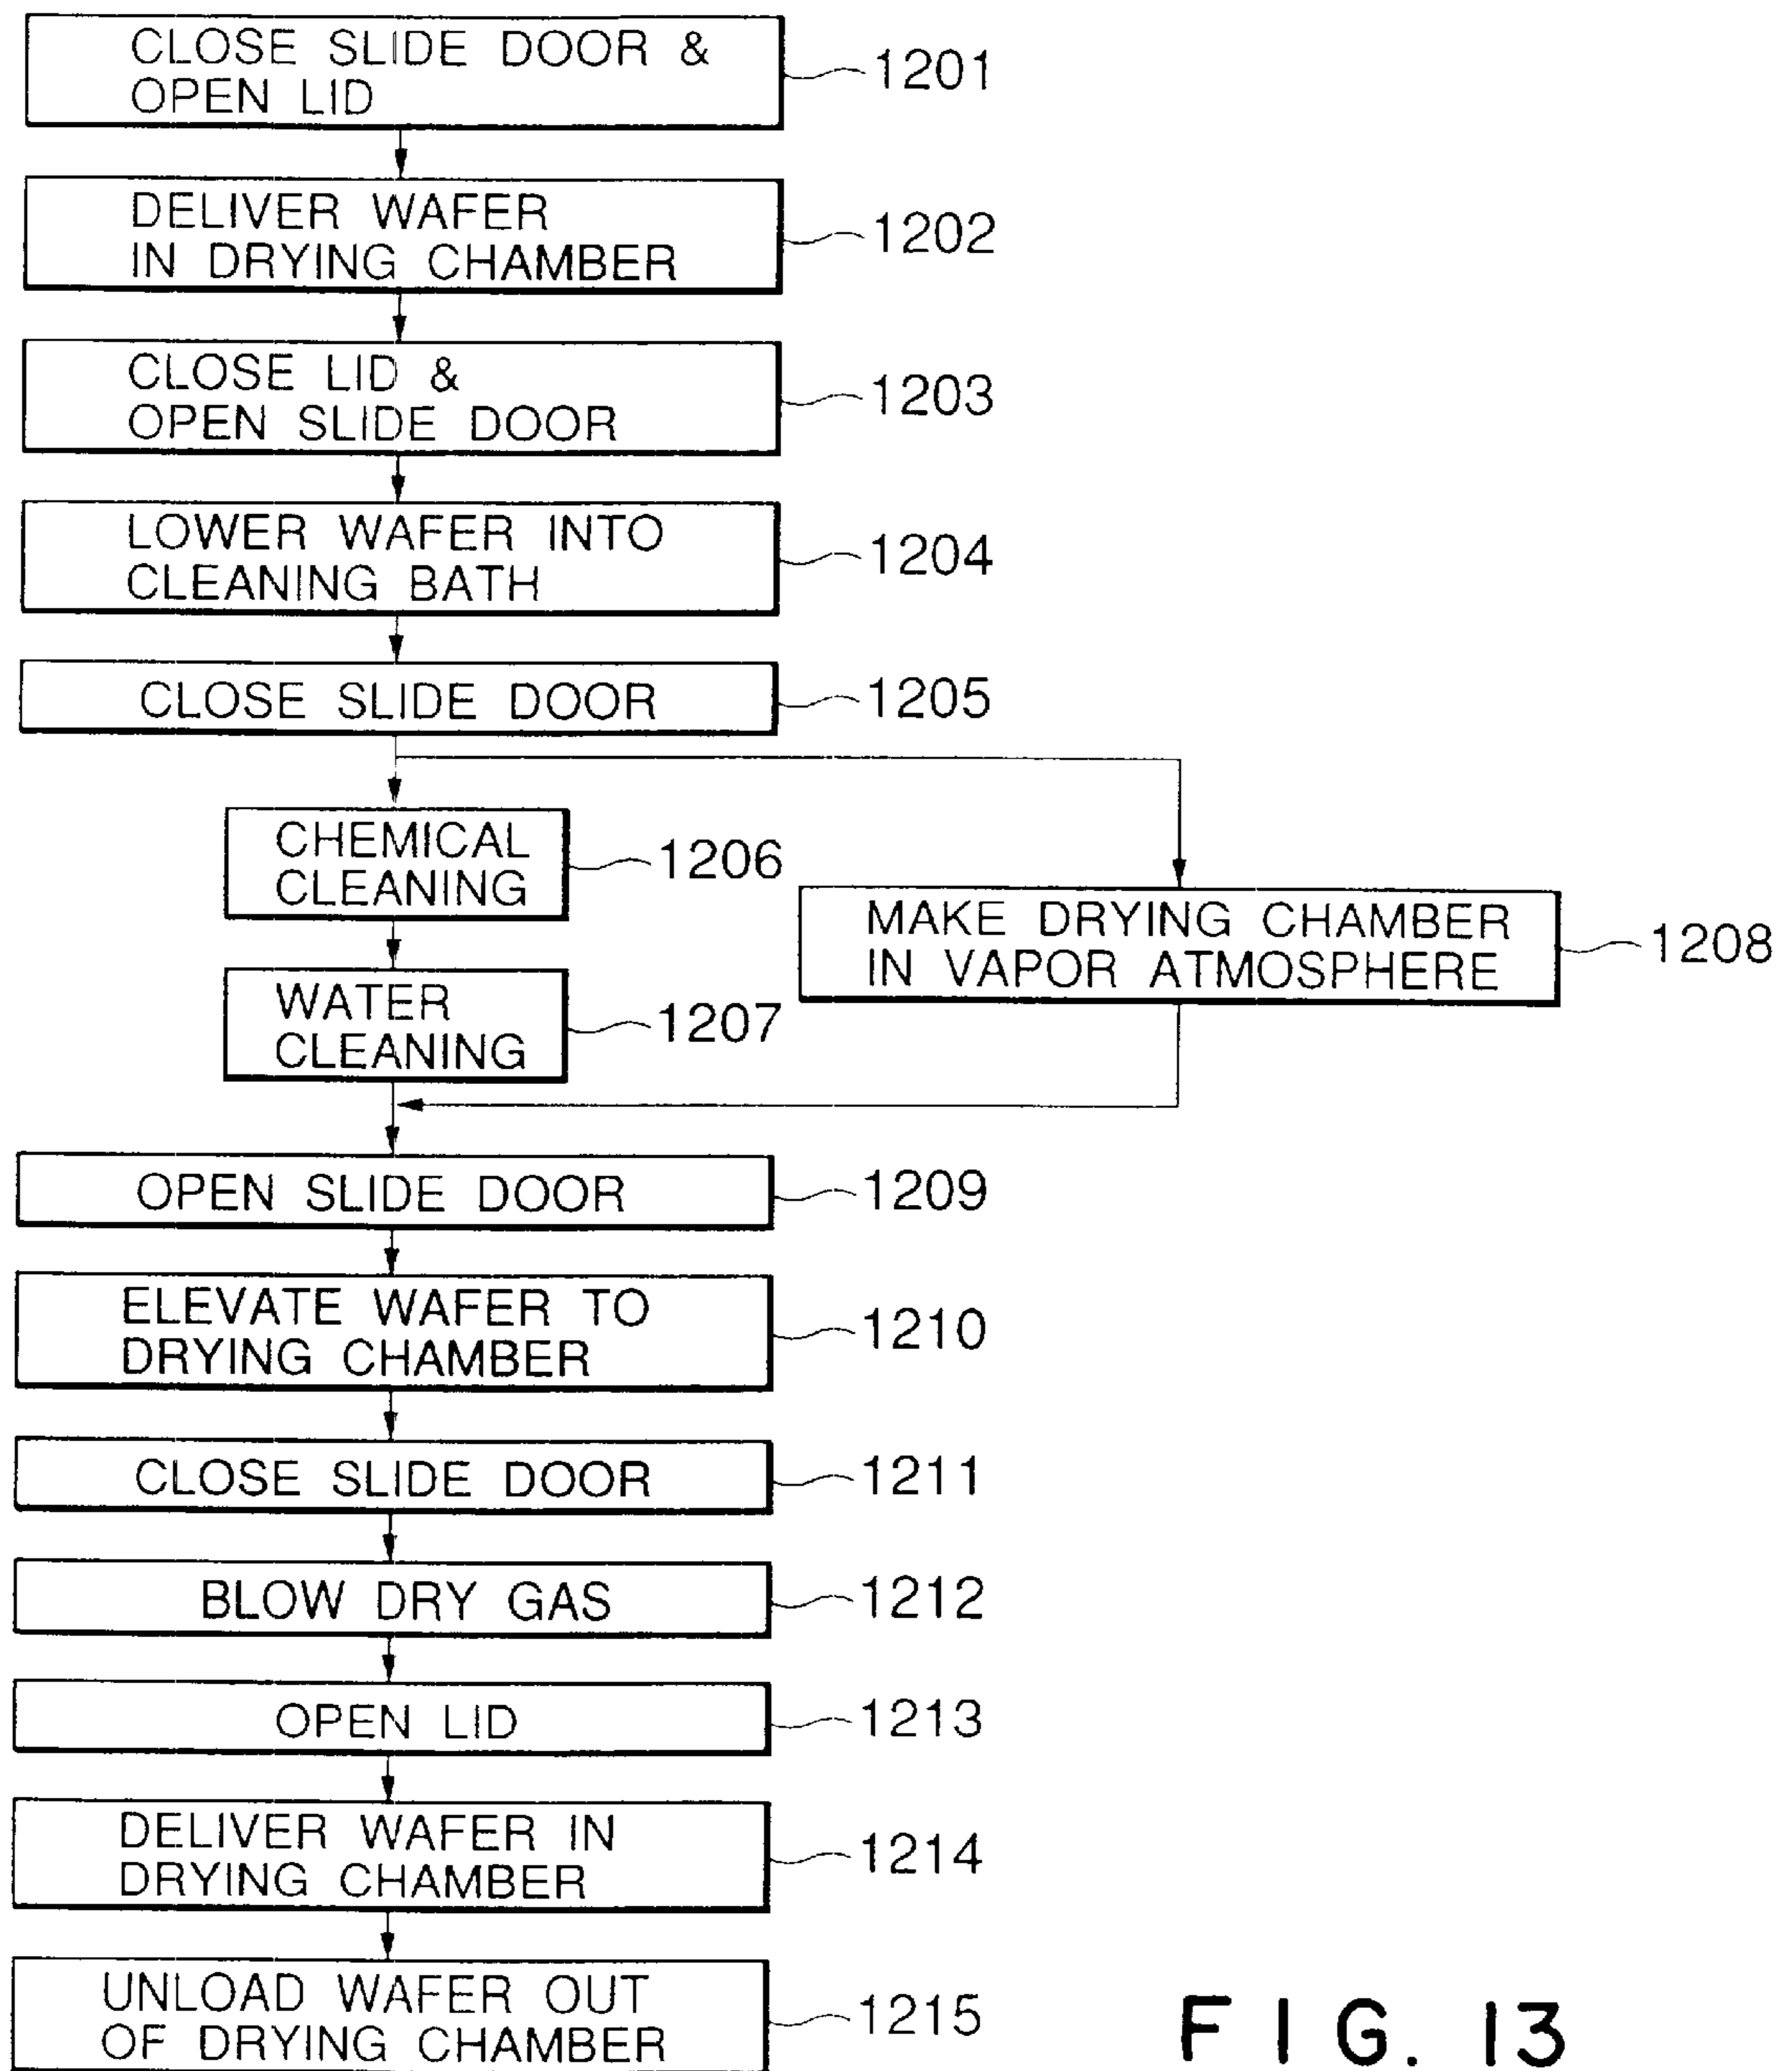 CLOSE SLIDE DOOR &
OPEN LID
1201
DELIVER WAFER
IN DRYING CHAMBER
1202
CLOSE LID &
OPEN SLIDE DOOR
1203
LOWER WAFER INTO
CLEANING BATH
1204
CLOSE SLIDE DOOR
1205
CHEMICAL
CLEANING
1206
MAKE DRYING CHAMBER
IN VAPOR ATMOSPHERE
1208
WATER
CLEANING
1207
OPEN SLIDE DOOR
1209
ELEVATE WAFER TO
DRYING CHAMBER
1210
CLOSE SLIDE DOOR
1211
BLOW DRY GAS
1212
OPEN LID
1213
DELIVER WAFER IN
DRYING CHAMBER
1214
UNLOAD WAFER OUT
OF DRYING CHAMBER
1215
FIG. 13